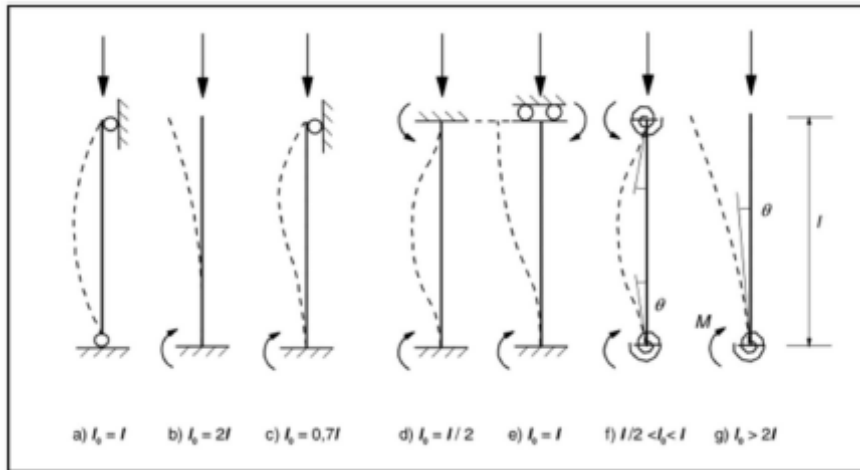 θ
l
θ
M
a) l₀ = l b) l₀ = 2l c) l₀ = 0,7l d) l₀ = l / 2 e) l₀ = l f) l /2 <l₀< l g) l₀ > 2l